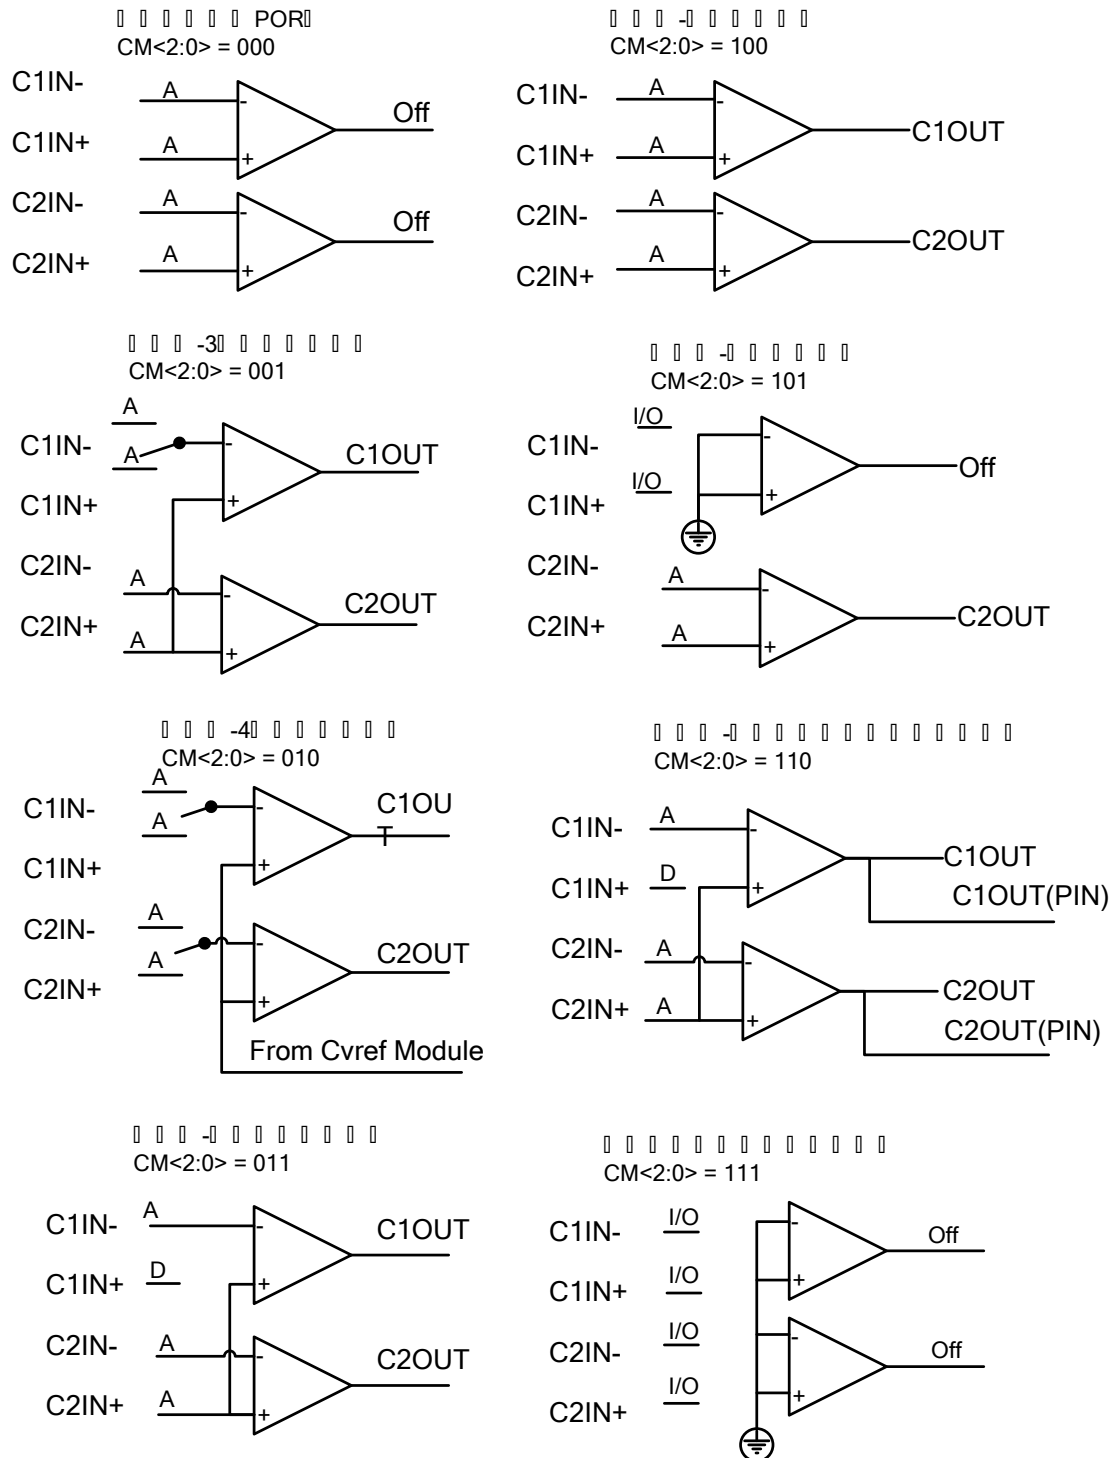 POR
CM<2:0> = 000
C1IN-
A
-
Off
C1IN+
A
+
C2IN-
A
-
Off
C2IN+
A
+
CM<2:0> = 100
C1IN-
A
-
C1OUT
C1IN+
A
+
C2IN-
A
-
C2OUT
C2IN+
A
+
-3
CM<2:0> = 001
A
C1IN-
A
-
C1OUT
C1IN+
+
C2IN-
A
-
C2OUT
C2IN+
A
+
CM<2:0> = 101
I/O
C1IN-
-
Off
I/O
C1IN+
+
C2IN-
A
-
C2OUT
C2IN+
A
+
-4
CM<2:0> = 010
A
C1IN-
A
-
C1OU
T
C1IN+
+
A
C2IN-
A
-
C2OUT
C2IN+
+
From Cvref Module
CM<2:0> = 110
C1IN-
A
-
C1OUT
C1IN+
D
+
C1OUT(PIN)
C2IN-
A
-
C2OUT
C2IN+
A
+
C2OUT(PIN)
CM<2:0> = 011
C1IN-
A
-
C1OUT
C1IN+
D
+
C2IN-
A
-
C2OUT
C2IN+
A
+
CM<2:0> = 111
C1IN-
I/O
-
Off
C1IN+
I/O
+
C2IN-
I/O
-
Off
C2IN+
I/O
+